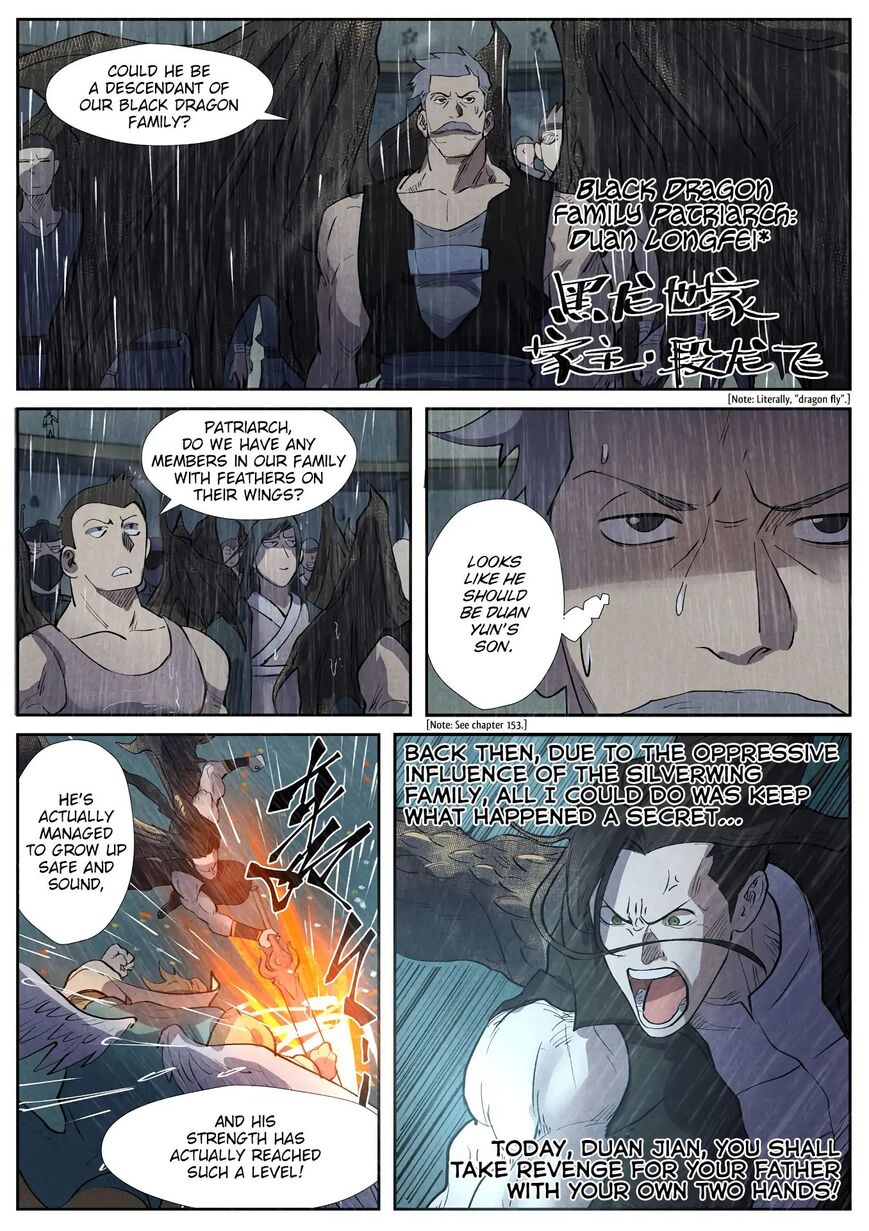 COULD HE BE
A DESCENDANT OF
OUR BLACK DRAGON
FAMILY?
BLACK DRAGON
FAMILY PATRIARCH:
DUAN LONGFEI*
黑龙世家
家主·段龙飞
[Note: Literally, "dragon fly".]
PATRIARCH,
DO WE HAVE ANY
MEMBERS IN OUR FAMILY
WITH FEATHERS ON
THEIR WINGS?
LOOKS
LIKE HE
SHOULD
BE DUAN
YUN'S
SON.
[Note: See chapter 153.]
HE'S
ACTUALLY
MANAGED
TO GROW UP
SAFE AND
SOUND,
AND HIS
STRENGTH HAS
ACTUALLY REACHED
SUCH A LEVEL!
BACK THEN, DUE TO THE OPPRESSIVE
INFLUENCE OF THE SILVERWING
FAMILY, ALL I COULD DO WAS KEEP
WHAT HAPPENED A SECRET...
TODAY, DUAN JIAN, YOU SHALL
TAKE REVENGE FOR YOUR FATHER
WITH YOUR OWN TWO HANDS!